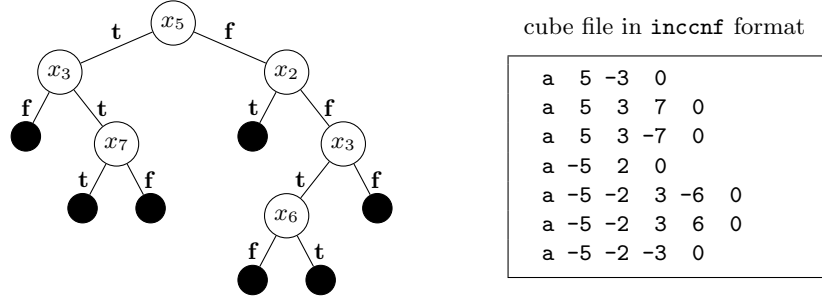 x5
t
f
x3
x2
f
t
t
f
x7
x3
t
f
t
f
x6
f
t
cube file in inccnf format
a 5 -3 0
a 5 3 7 0
a 5 3 -7 0
a -5 2 0
a -5 -2 3 -6 0
a -5 -2 3 6 0
a -5 -2 -3 0